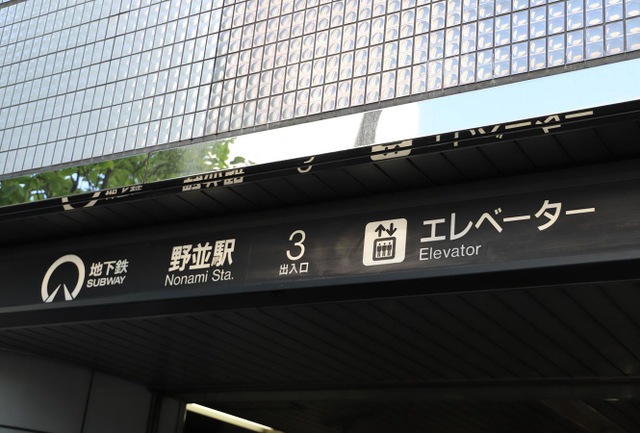 地下鉄
SUBWAY
野並駅
Nonami Sta.
3
出入口
エレベーター
Elevator